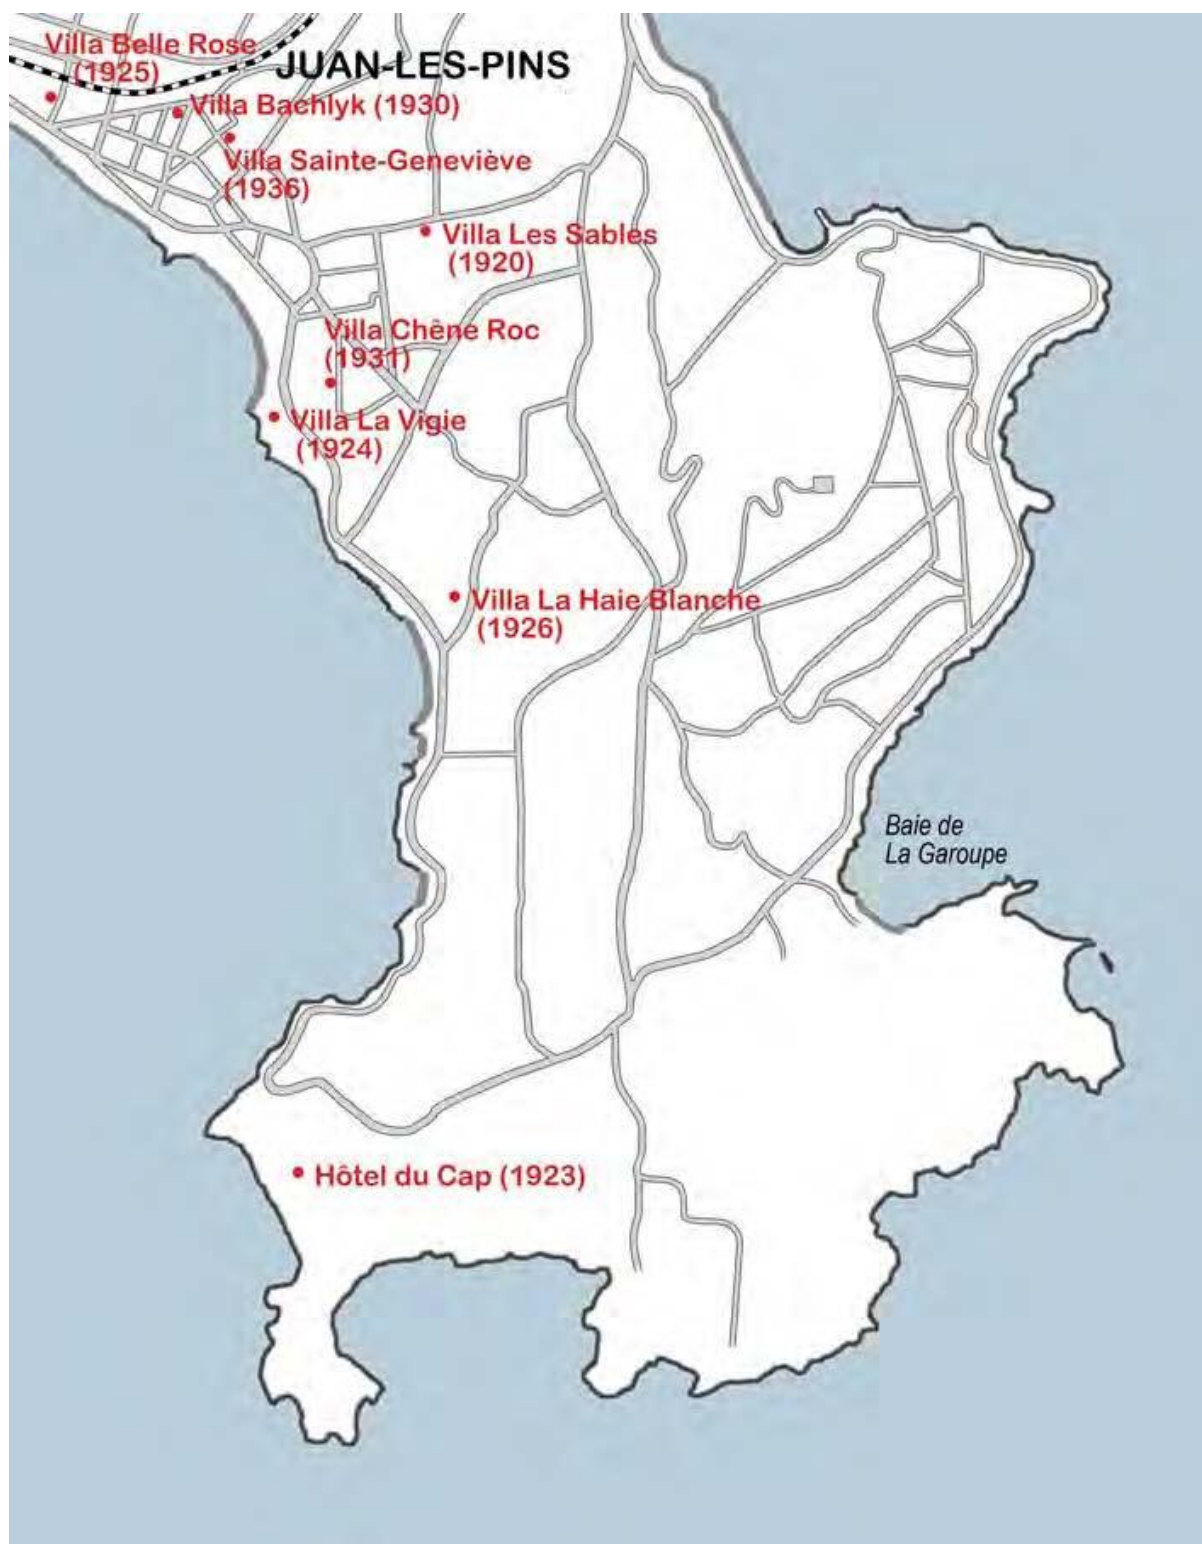 Villa Belle Rose
(1925)
JUAN-LES-PINS
Villa Bachlyk (1930)
Villa Sainte-Geneviève
(1936)
Villa Les Sables
(1920)
Villa Chêne Roc
(1931)
Villa La Vigie
(1924)
Villa La Haie Blanche
(1926)
Baie de
La Garoupe
Hôtel du Cap (1923)